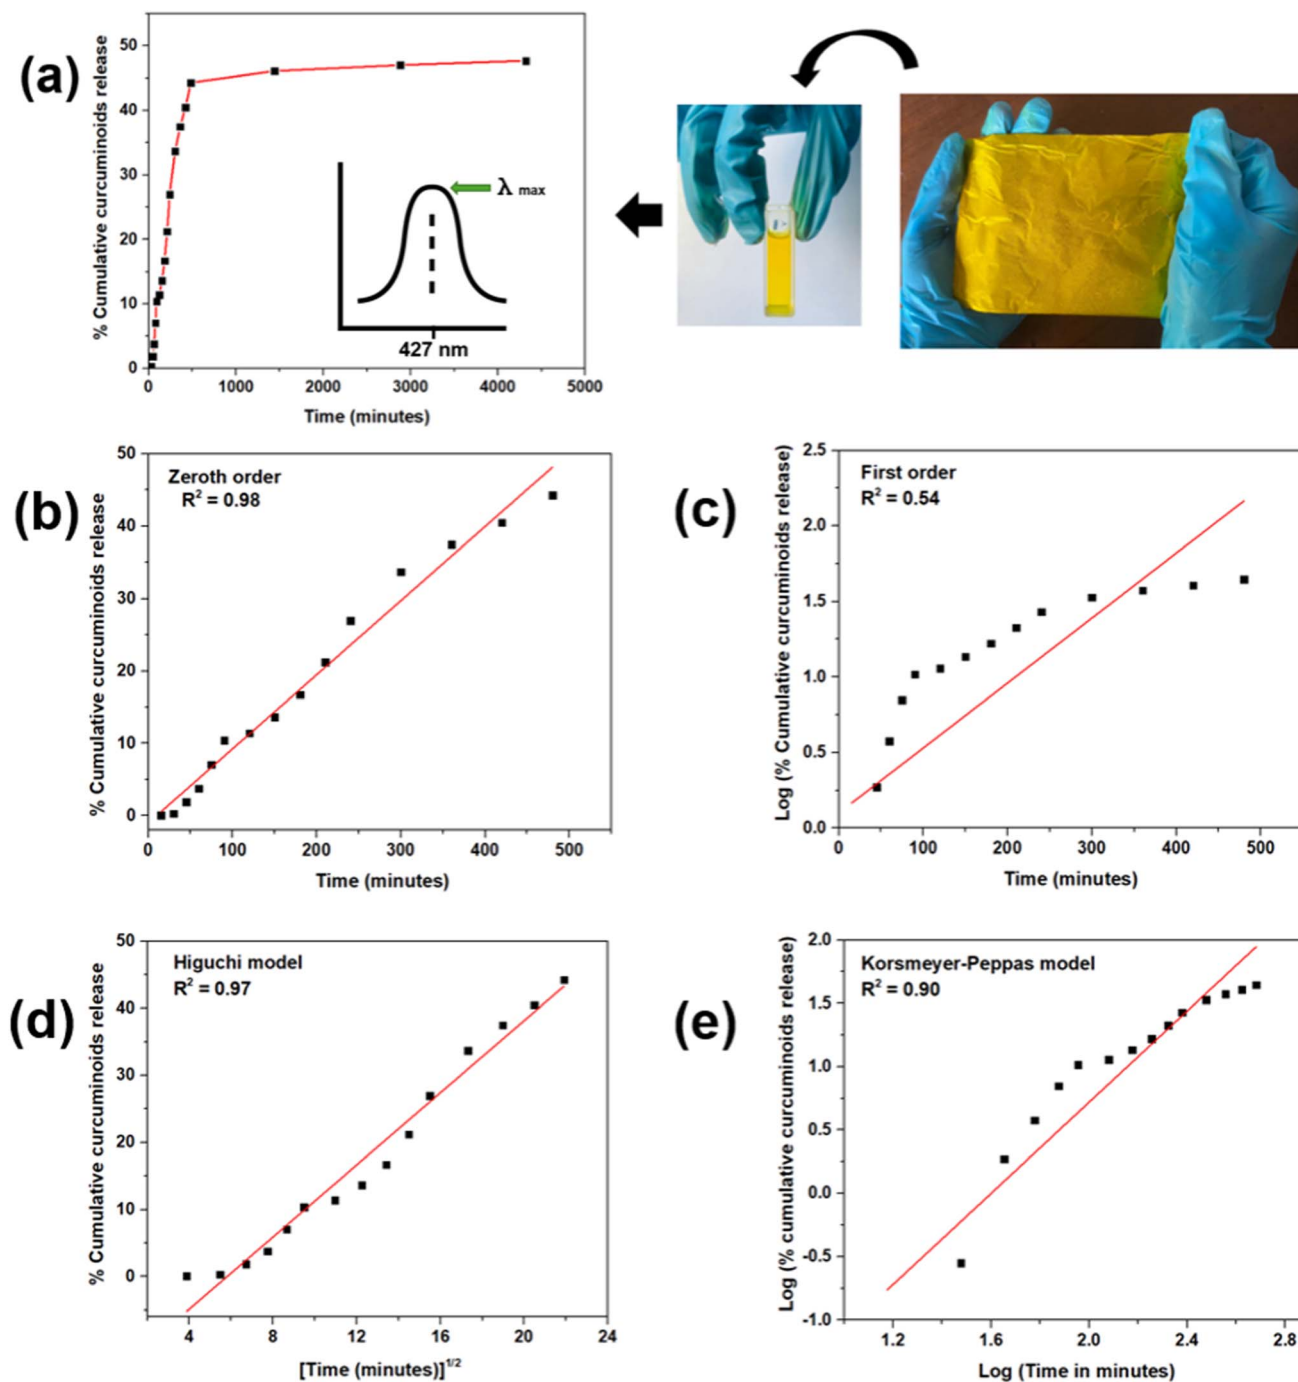 (a)
% Cumulative curcuminoids release
50
40
30
20
10
0
0 1000 2000 3000 4000 5000
Time (minutes)
λ max
427 nm
(b)
Zeroth order
R² = 0.98
% Cumulative curcuminoids release
50
40
30
20
10
0
0 100 200 300 400 500
Time (minutes)
(c)
First order
R² = 0.54
Log (% Cumulative curcuminoids release)
2.5
2.0
1.5
1.0
0.5
0.0
0 100 200 300 400 500
Time (minutes)
(d)
Higuchi model
R² = 0.97
% Cumulative curcuminoids release
50
40
30
20
10
0
4 8 12 16 20 24
[Time (minutes)]¹/²
(e)
Korsmeyer-Peppas model
R² = 0.90
Log (% cumulative curcuminoids release)
2.0
1.5
1.0
0.5
0.0
-0.5
-1.0
1.2 1.6 2.0 2.4 2.8
Log (Time in minutes)